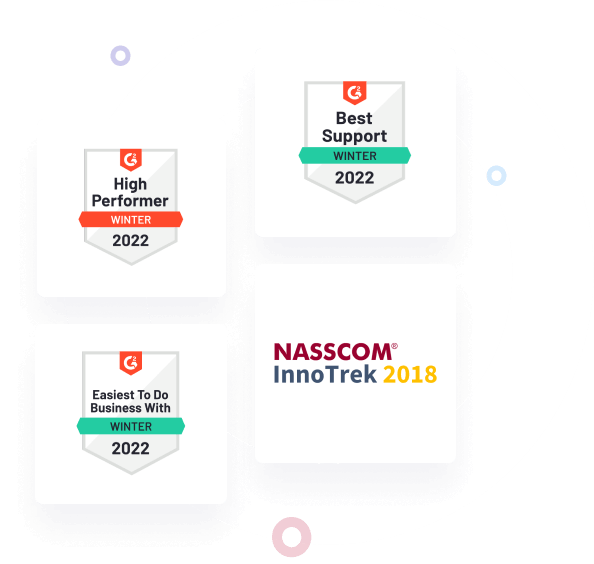 G2
Best
Support
WINTER
2022
G2
High
Performer
WINTER
2022
NASSCOM®
InnoTrek 2018
G2
Easiest To Do
Business With
WINTER
2022